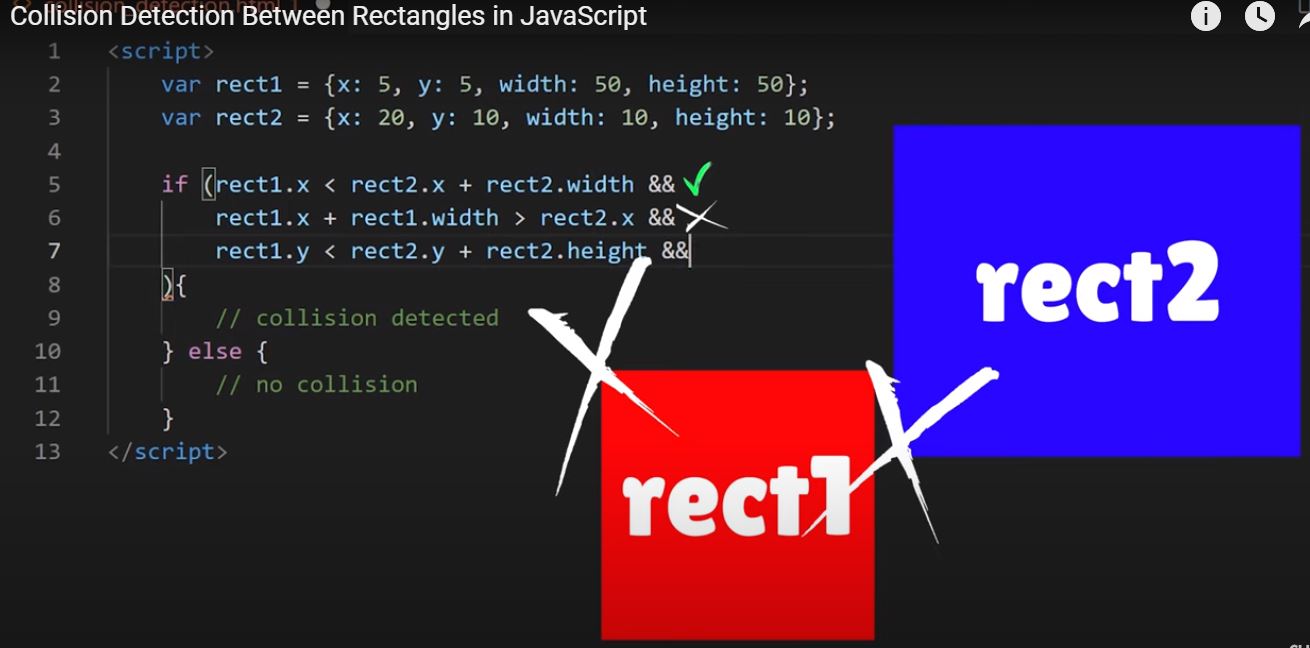 collision_detection.html 1
Collision Detection Between Rectangles in JavaScript
1 <script>
2 var rect1 = {x: 5, y: 5, width: 50, height: 50};
3 var rect2 = {x: 20, y: 10, width: 10, height: 10};
4
5 if (rect1.x < rect2.x + rect2.width &&
6 rect1.x + rect1.width > rect2.x &&
7 rect1.y < rect2.y + rect2.height &&
8 ){
9 // collision detected
10 } else {
11 // no collision
12 }
13 </script>
rect2
rect1